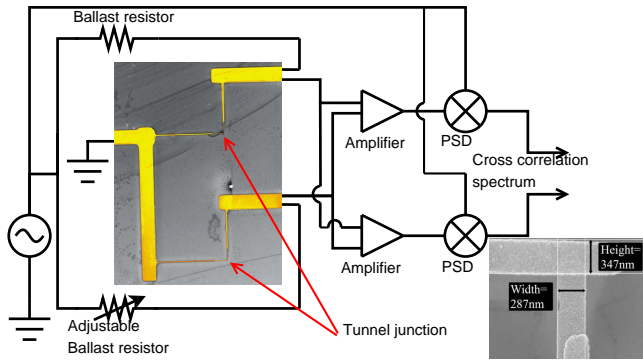 Ballast resistor
Amplifier
PSD
Cross correlation
spectrum
Amplifier
PSD
Height=
347nm
Width=
287nm
Tunnel junction
Adjustable
Ballast resistor